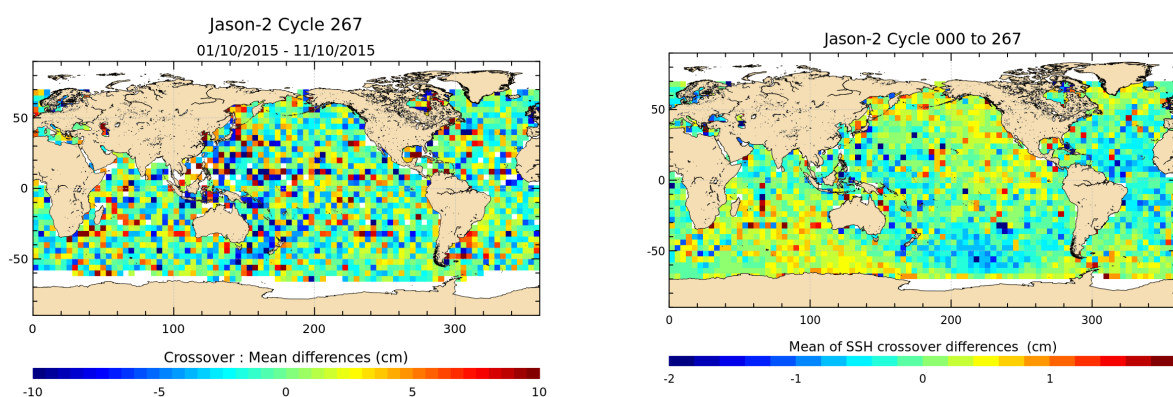 Jason-2 Cycle 267
01/10/2015 - 11/10/2015
50
0
-50
0 100 200 300
Crossover : Mean differences (cm)
-10 -5 0 5 10
Jason-2 Cycle 000 to 267
50
0
-50
0 100 200 300
Mean of SSH crossover differences (cm)
-2 -1 0 1